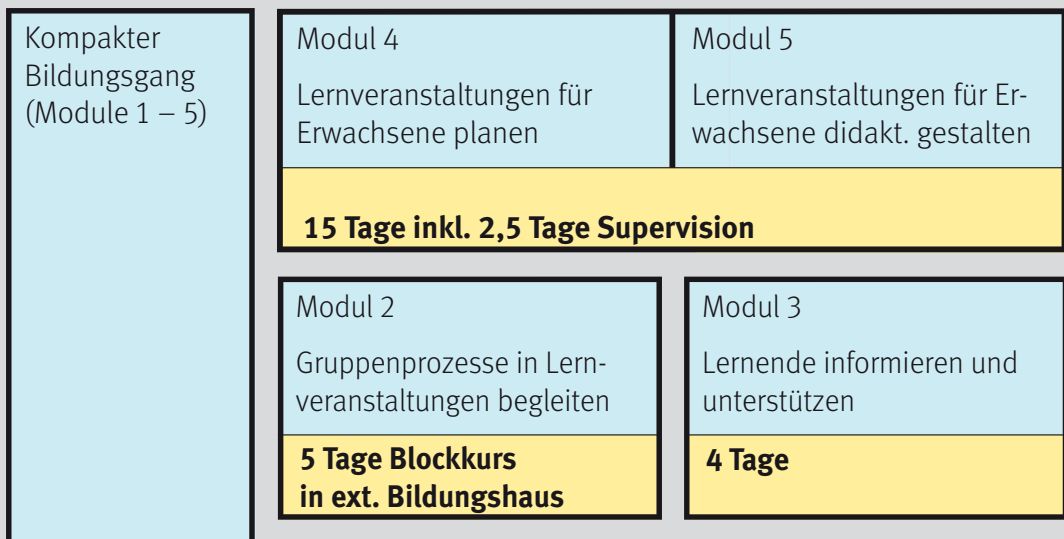 Kompakter
Bildungsgang
(Module 1 – 5)
Modul 4
Lernveranstaltungen für
Erwachsene planen
Modul 5
Lernveranstaltungen für Er-
wachsene didakt. gestalten
15 Tage inkl. 2,5 Tage Supervision
Modul 2
Gruppenprozesse in Lern-
veranstaltungen begleiten
5 Tage Blockkurs
in ext. Bildungshaus
Modul 3
Lernende informieren und
unterstützen
4 Tage